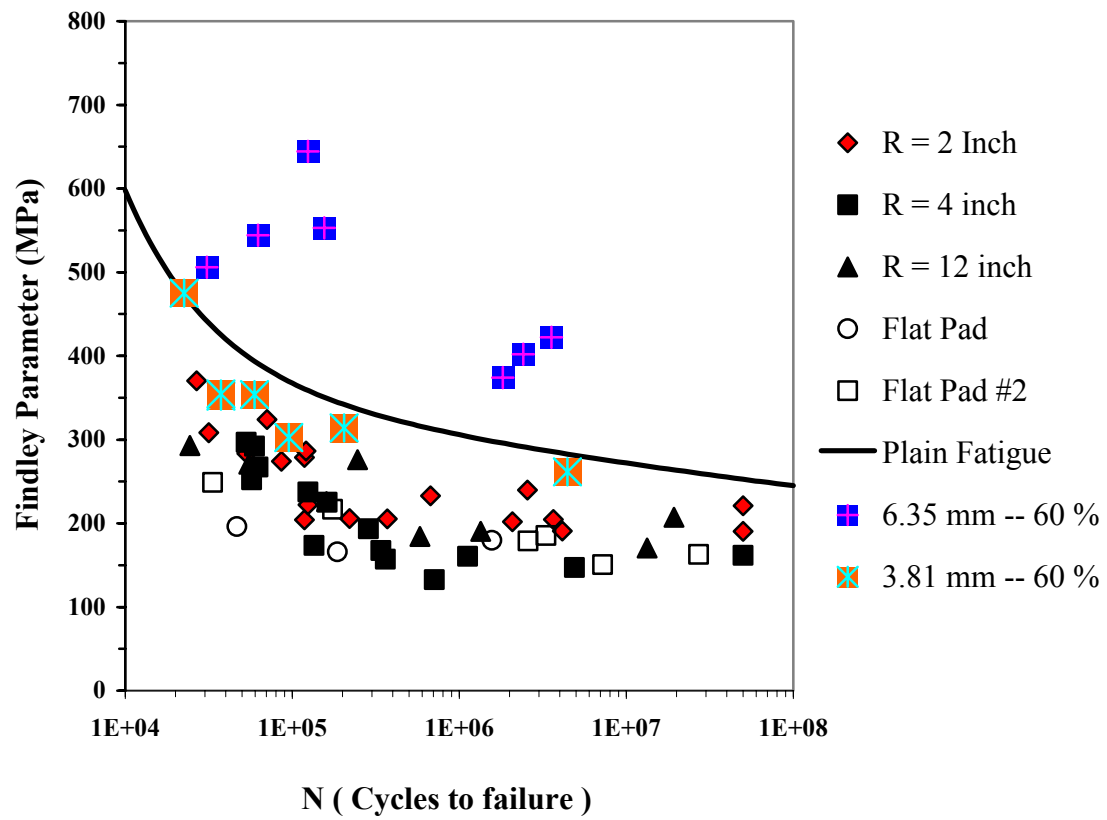 800
700
600
500
400
300
200
100
0
Findley Parameter (MPa)
1E+04 1E+05 1E+06 1E+07 1E+08
N ( Cycles to failure )
R = 2 Inch
R = 4 inch
R = 12 inch
Flat Pad
Flat Pad #2
Plain Fatigue
6.35 mm -- 60 %
3.81 mm -- 60 %